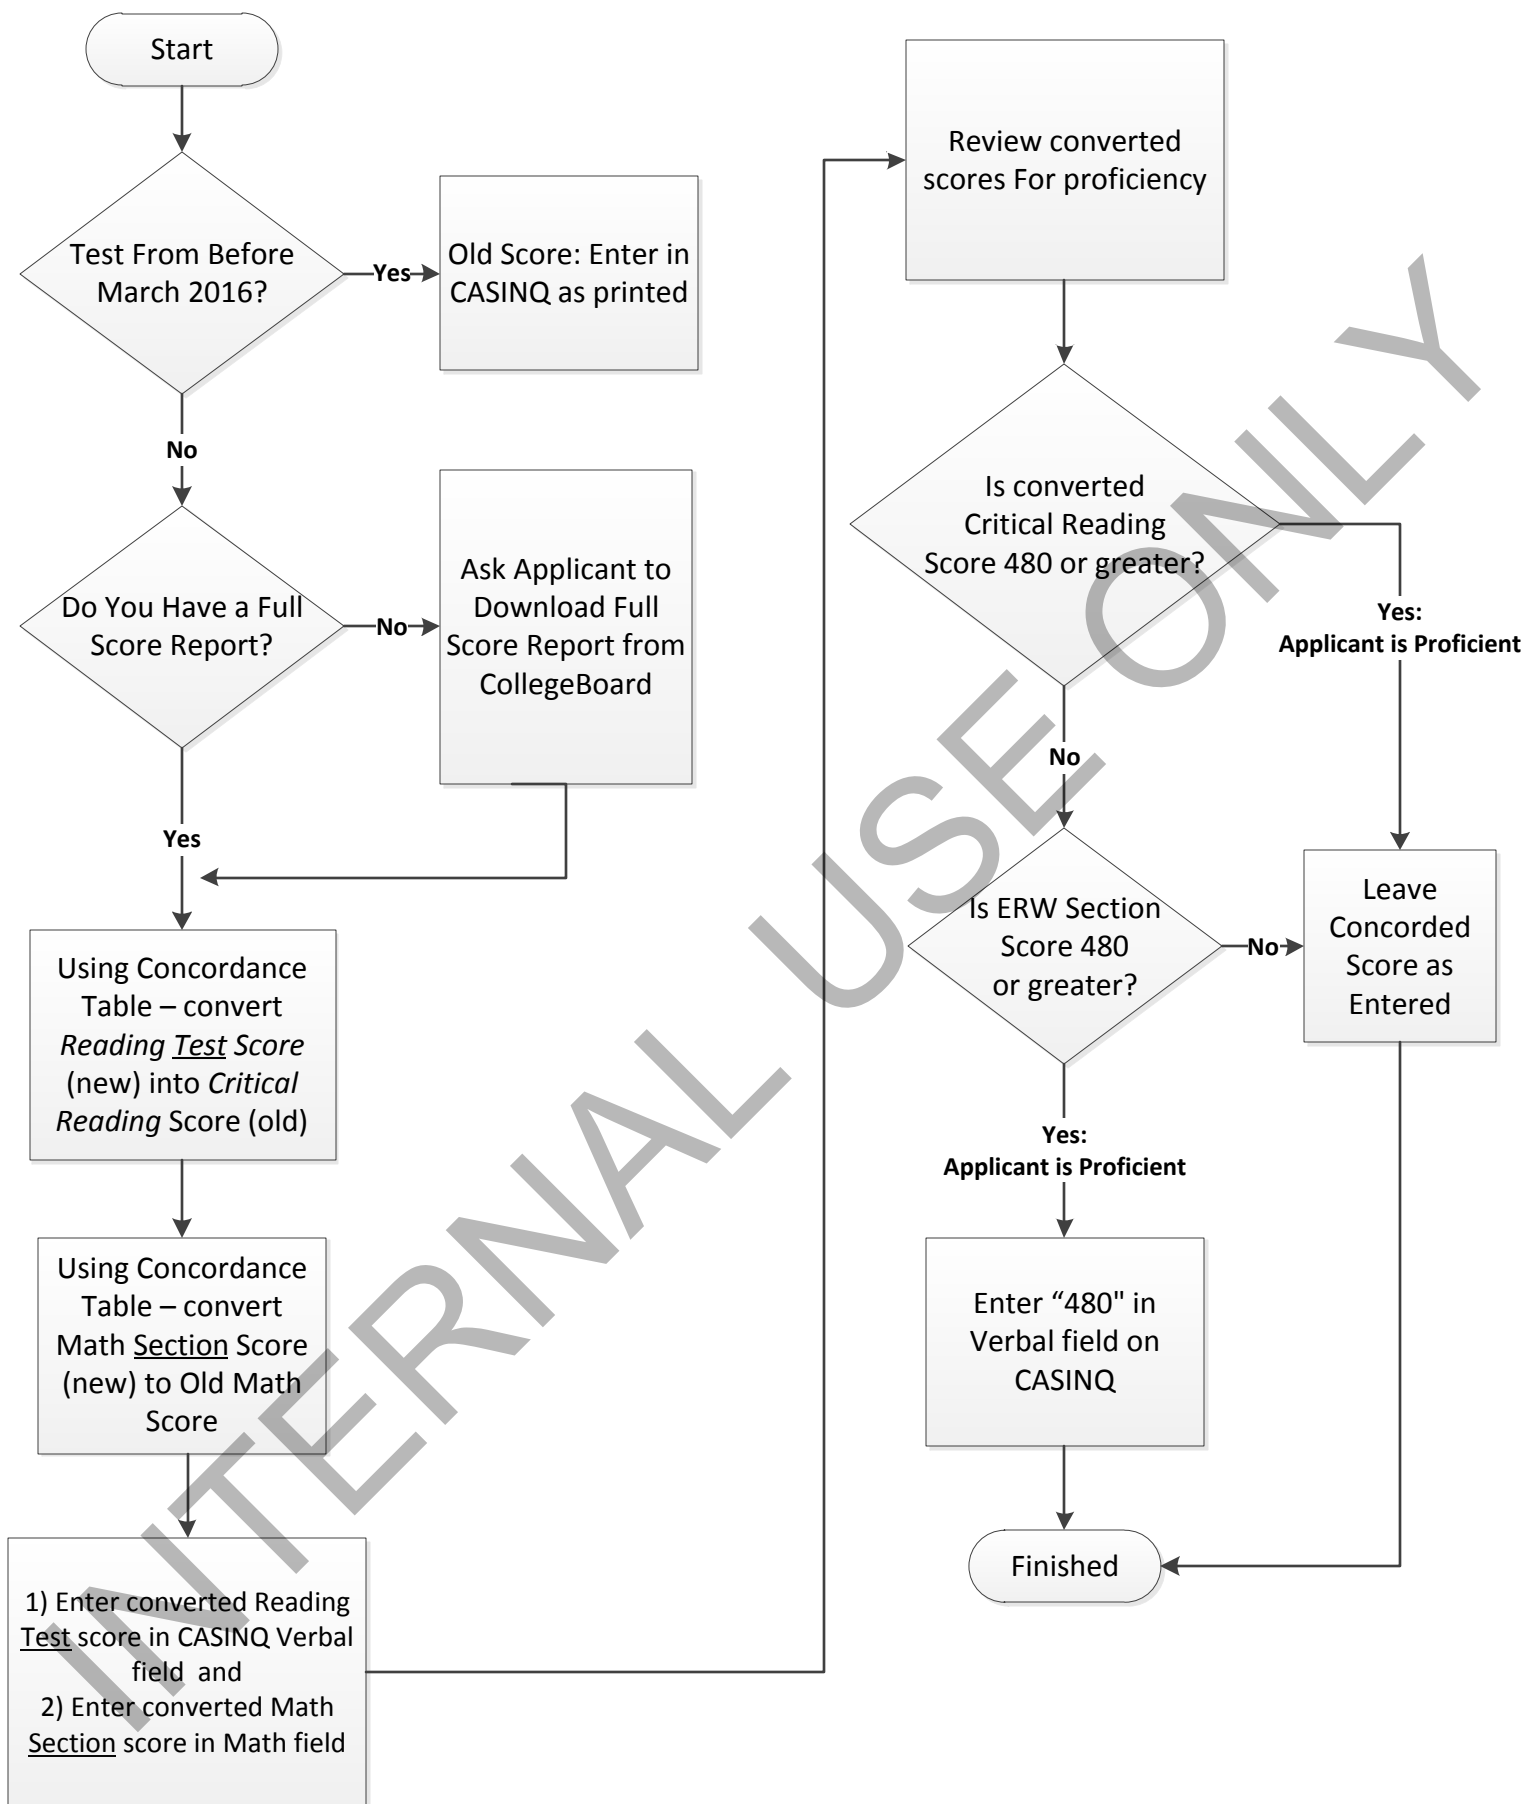 Start
Test From Before
March 2016?
Yes
Old Score: Enter in
CASINQ as printed
No
Do You Have a Full
Score Report?
No
Ask Applicant to
Download Full
Score Report from
CollegeBoard
Yes
Using Concordance
Table – convert
Reading Test Score
(new) into Critical
Reading Score (old)
Using Concordance
Table – convert
Math Section Score
(new) to Old Math
Score
1) Enter converted Reading
Test score in CASINQ Verbal
field and
2) Enter converted Math
Section score in Math field
Review converted
scores For proficiency
Is converted
Critical Reading
Score 480 or greater?
Yes:
Applicant is Proficient
No
Is ERW Section
Score 480
or greater?
No
Leave
Concorded
Score as
Entered
Yes:
Applicant is Proficient
Enter “480" in
Verbal field on
CASINQ
Finished
INTERNAL USE ONLY